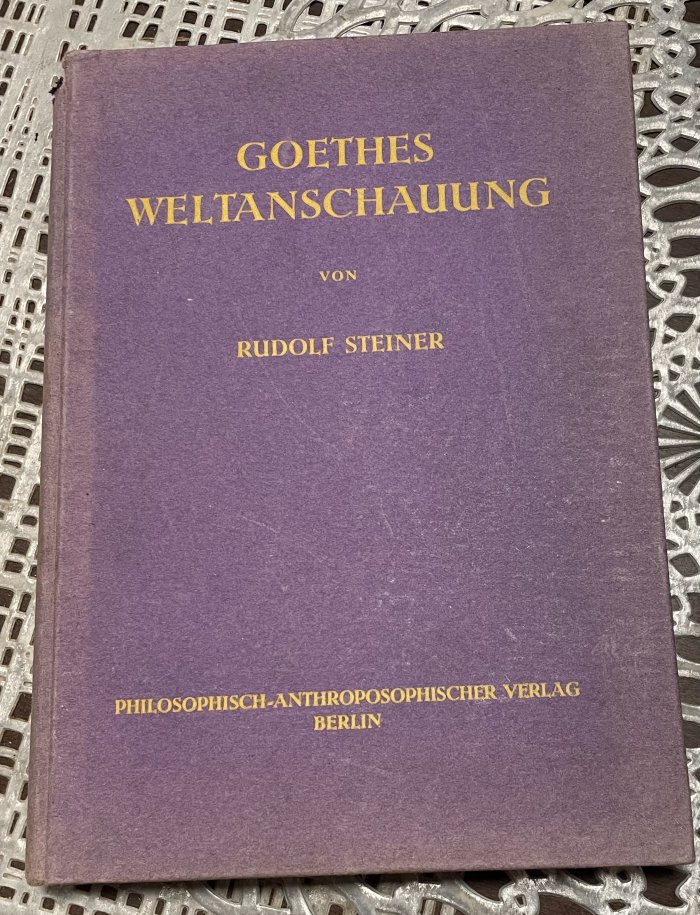 GOETHES
WELTANSCHAUUNG
VON
RUDOLF STEINER
PHILOSOPHISCH-ANTHROPOSOPHISCHER VERLAG
BERLIN